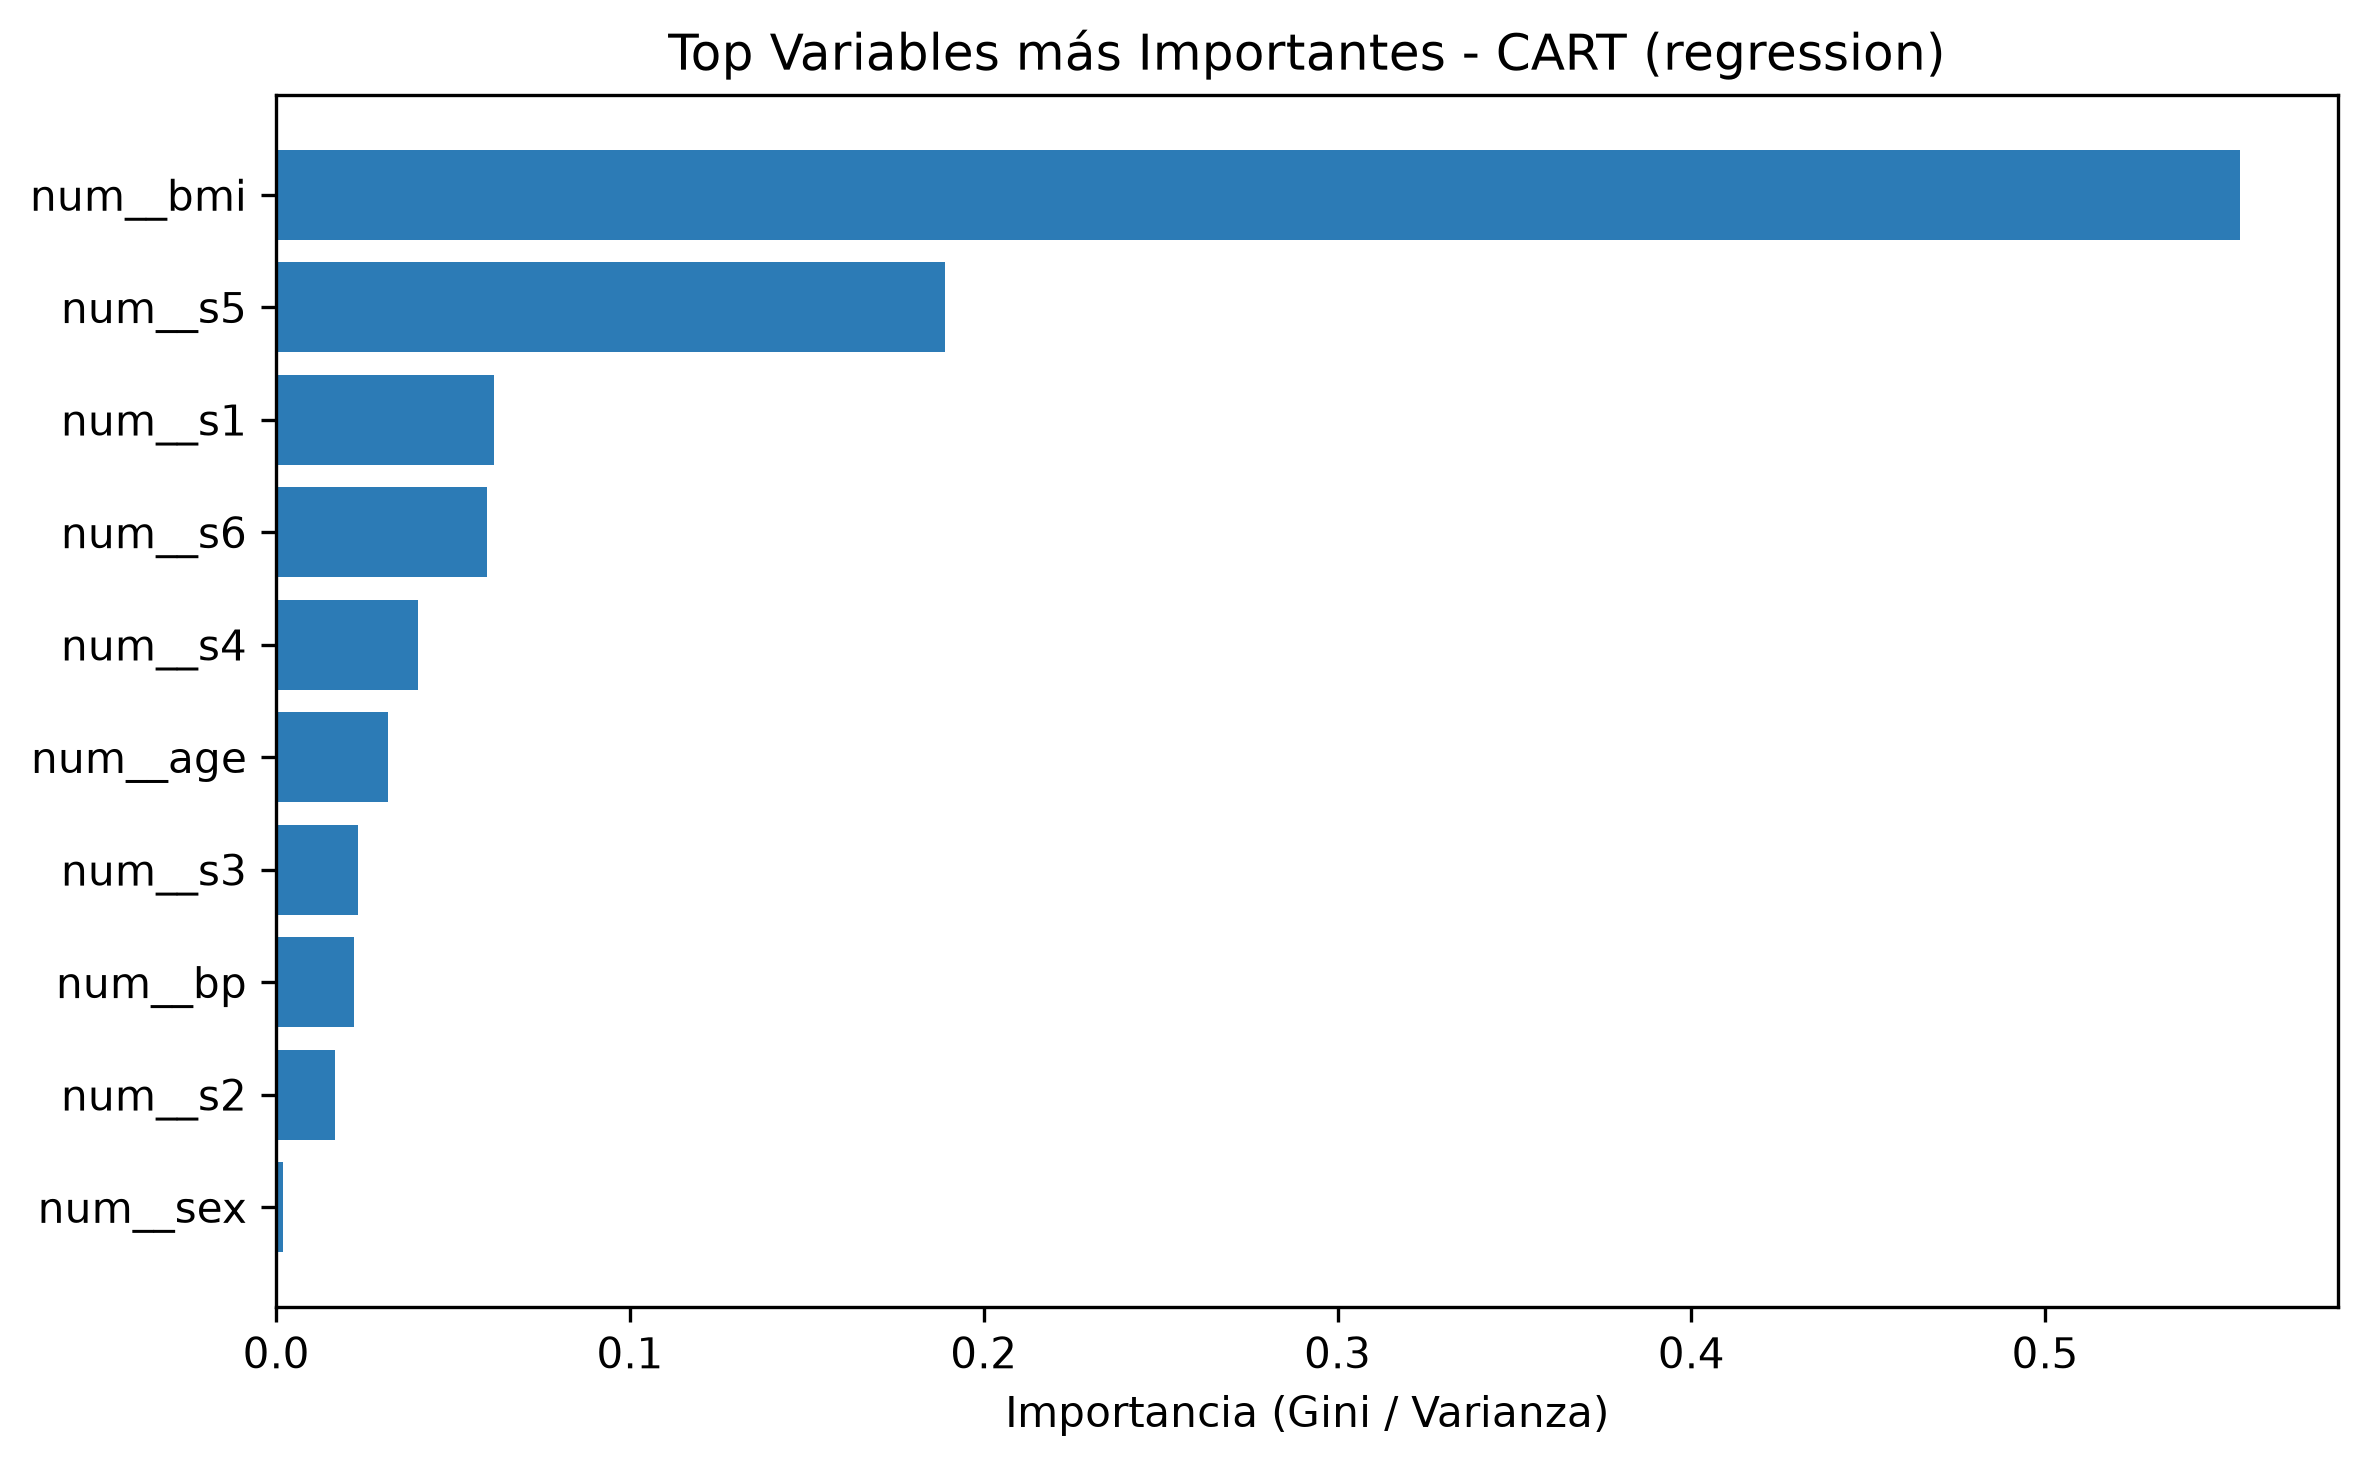 Top Variables más Importantes - CART (regression)
num__bmi
num__s5
num__s1
num__s6
num__s4
num__age
num__s3
num__bp
num__s2
num__sex
0.0 0.1 0.2 0.3 0.4 0.5
Importancia (Gini / Varianza)